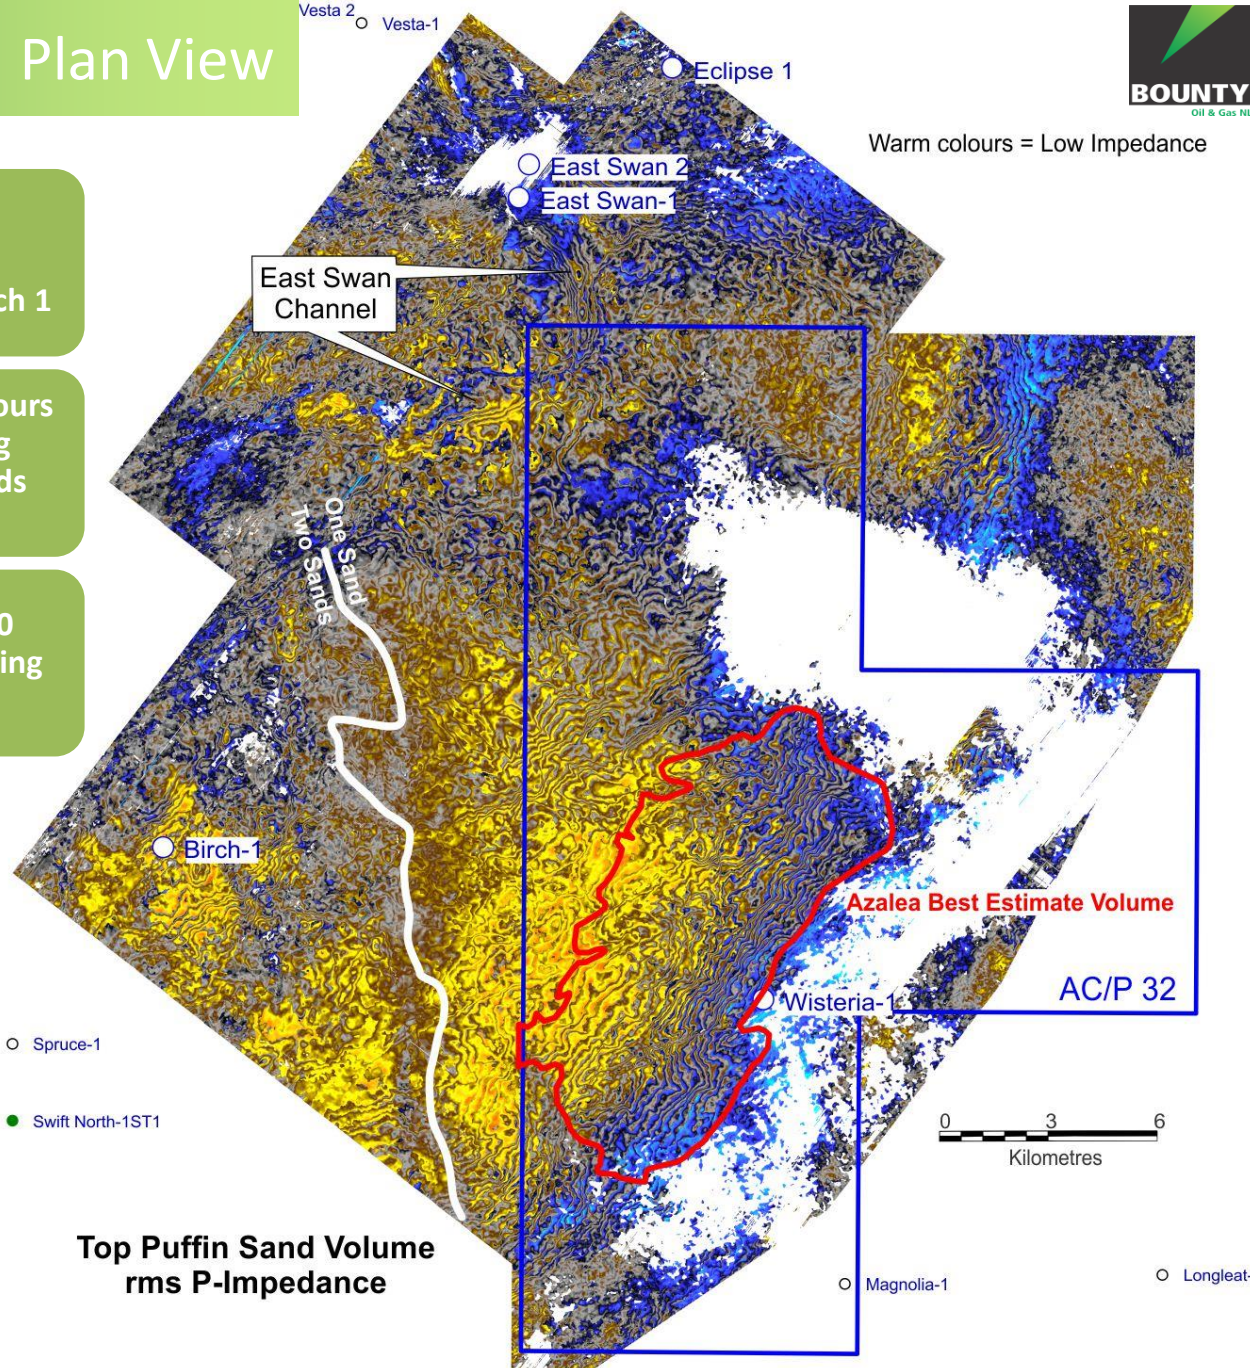 Plan View
Vesta 2
Vesta-1
Eclipse 1
BOUNTY
Oil & Gas NL
Warm colours = Low Impedance
East Swan 2
East Swan-1
East Swan
Channel
ch 1
ours
g
ds
0
ing
One Sand
Two Sands
Birch-1
Azalea Best Estimate Volume
AC/P 32
Wisteria-1
Spruce-1
Swift North-1ST1
0 3 6
Kilometres
Top Puffin Sand Volume
rms P-Impedance
Magnolia-1
Longleat-